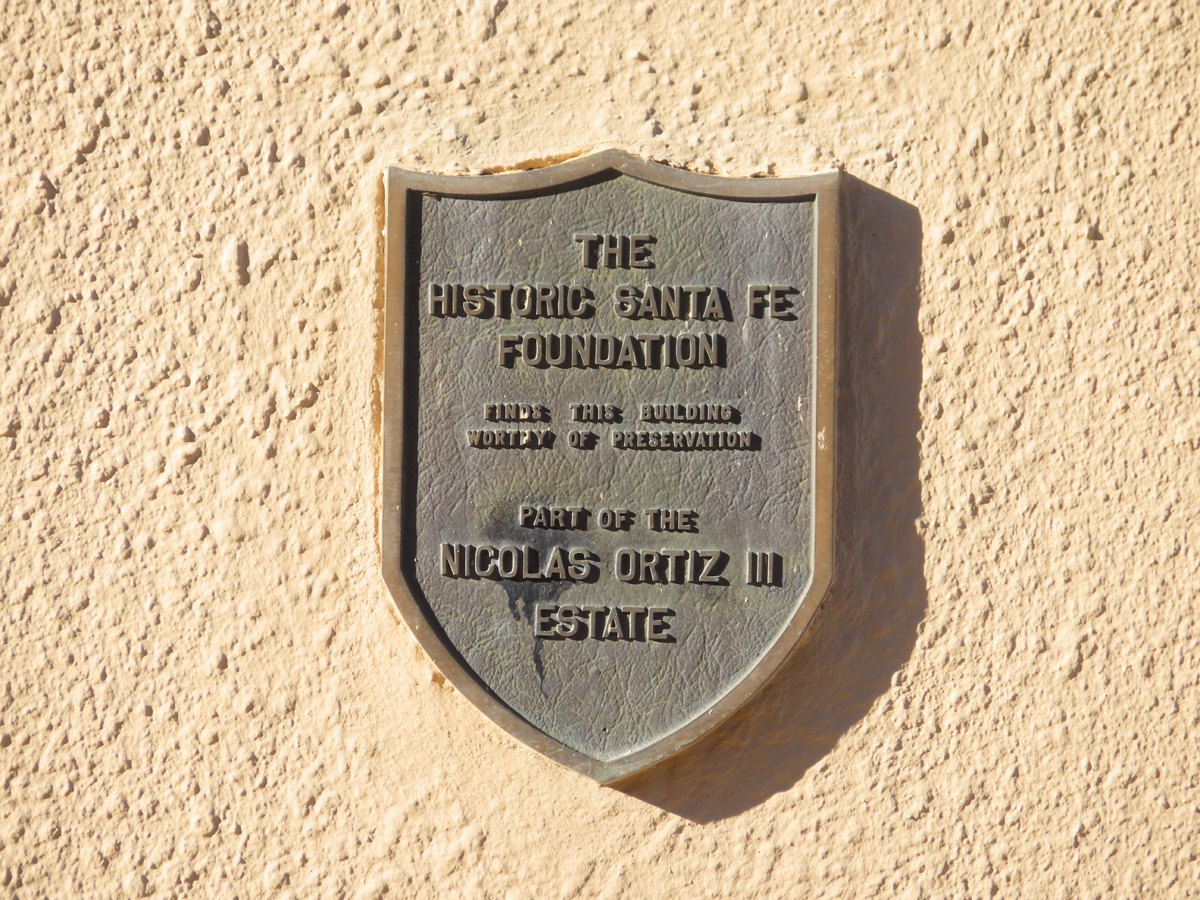 THE
HISTORIC SANTA FE
FOUNDATION
FINDS THIS BUILDING
WORTHY OF PRESERVATION
PART OF THE
NICOLAS ORTIZ III
ESTATE